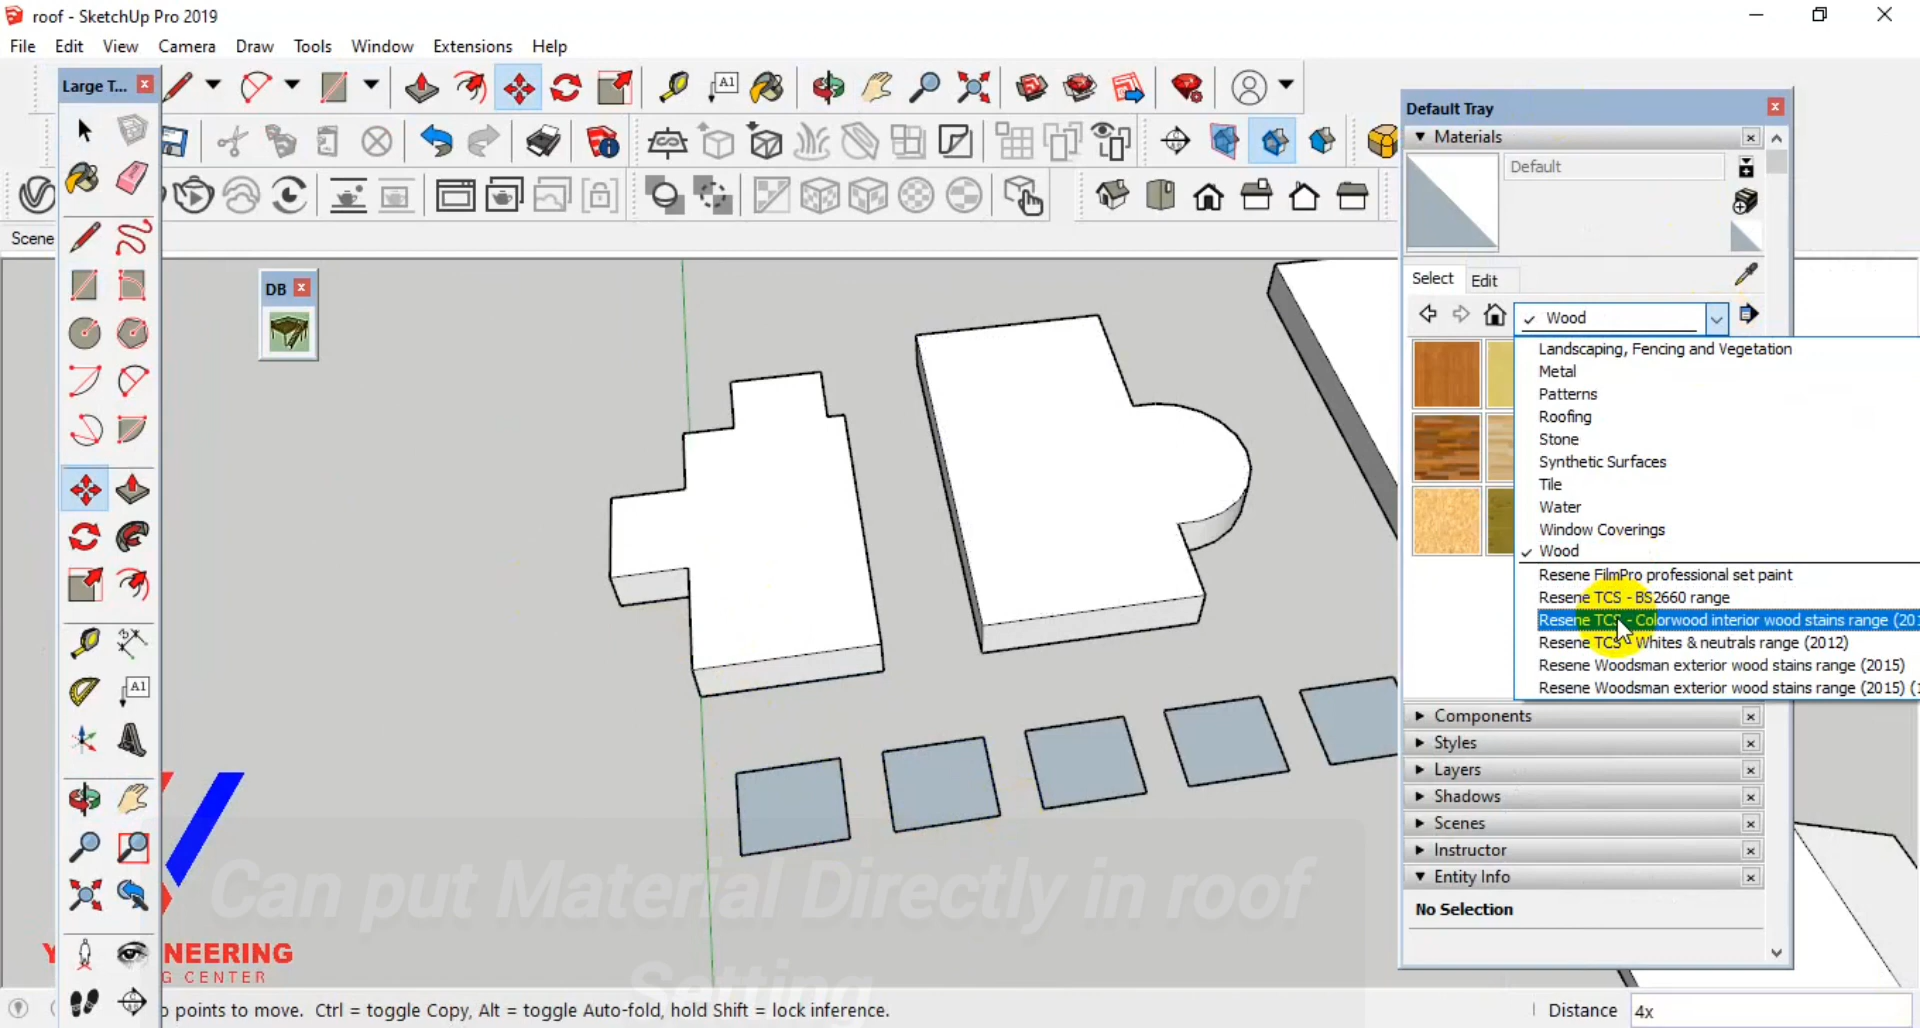 roof - SketchUp Pro 2019
File Edit View Camera Draw Tools Window Extensions Help
Large T...
A1
Default Tray
Materials
Default
Scene
Select Edit
DB
Wood
Landscaping, Fencing and Vegetation
Metal
Patterns
Roofing
Stone
Synthetic Surfaces
Tile
Water
Window Coverings
Wood
Resene FilmPro professional set paint
Resene TCS - BS2660 range
Resene TCS - Colorwood interior wood stains range (201
Resene TCS - Whites & neutrals range (2012)
Resene Woodsman exterior wood stains range (2015)
Resene Woodsman exterior wood stains range (2015) (1
A1
Components
Styles
Layers
Shadows
Scenes
Instructor
Entity Info
No Selection
Can put Material Directly in roof
Setting
NEERING
G CENTER
points to move. Ctrl = toggle Copy, Alt = toggle Auto-fold, hold Shift = lock inference.
Distance 4x